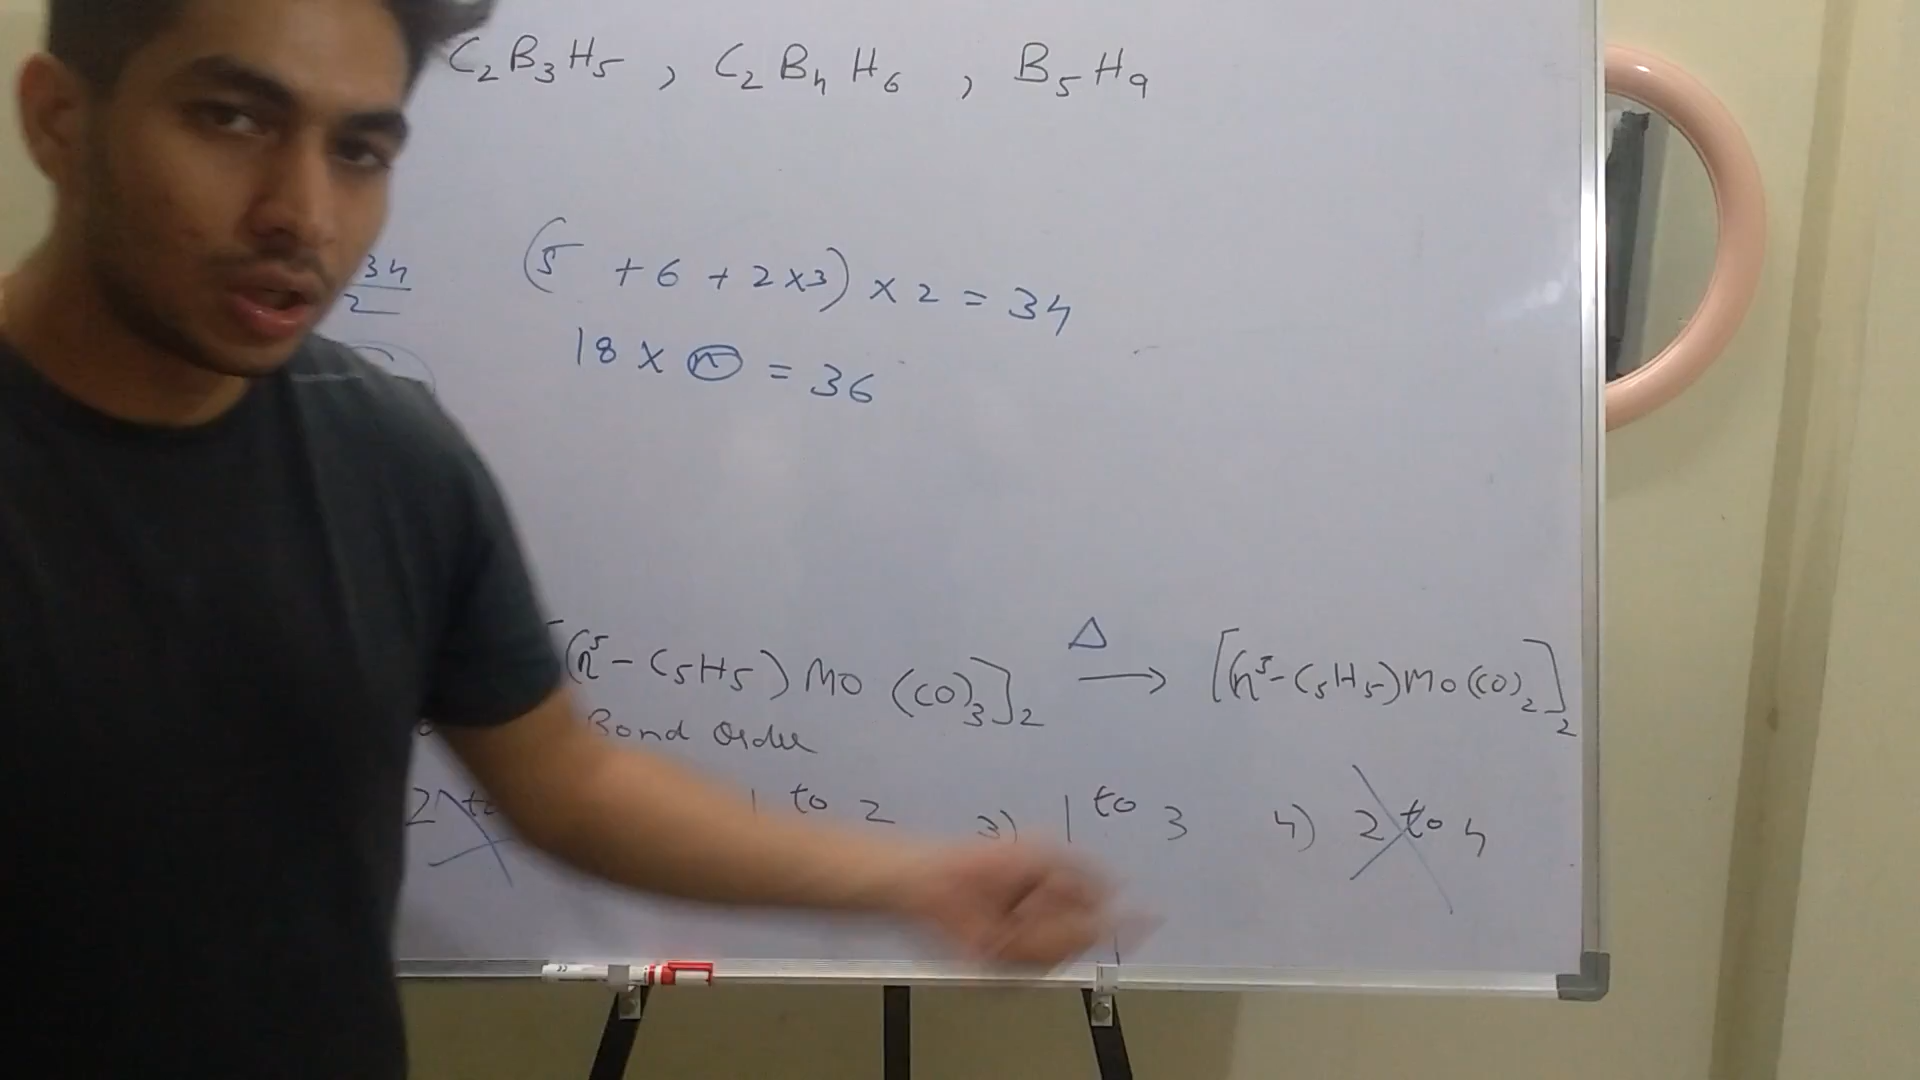 C₂B₃H₅ , C₂B₄H₆ , B₅H₉
34/2
(5 + 6 + 2x3) x 2 = 34
18 x n = 36
(η⁵-C₅H₅)Mo(CO)₃]₂ Δ → [η⁵-C₅H₅)Mo(CO)₂]₂
Bond Order
2 to 1 to 2 3) 1 to 3 4) 2 to 4